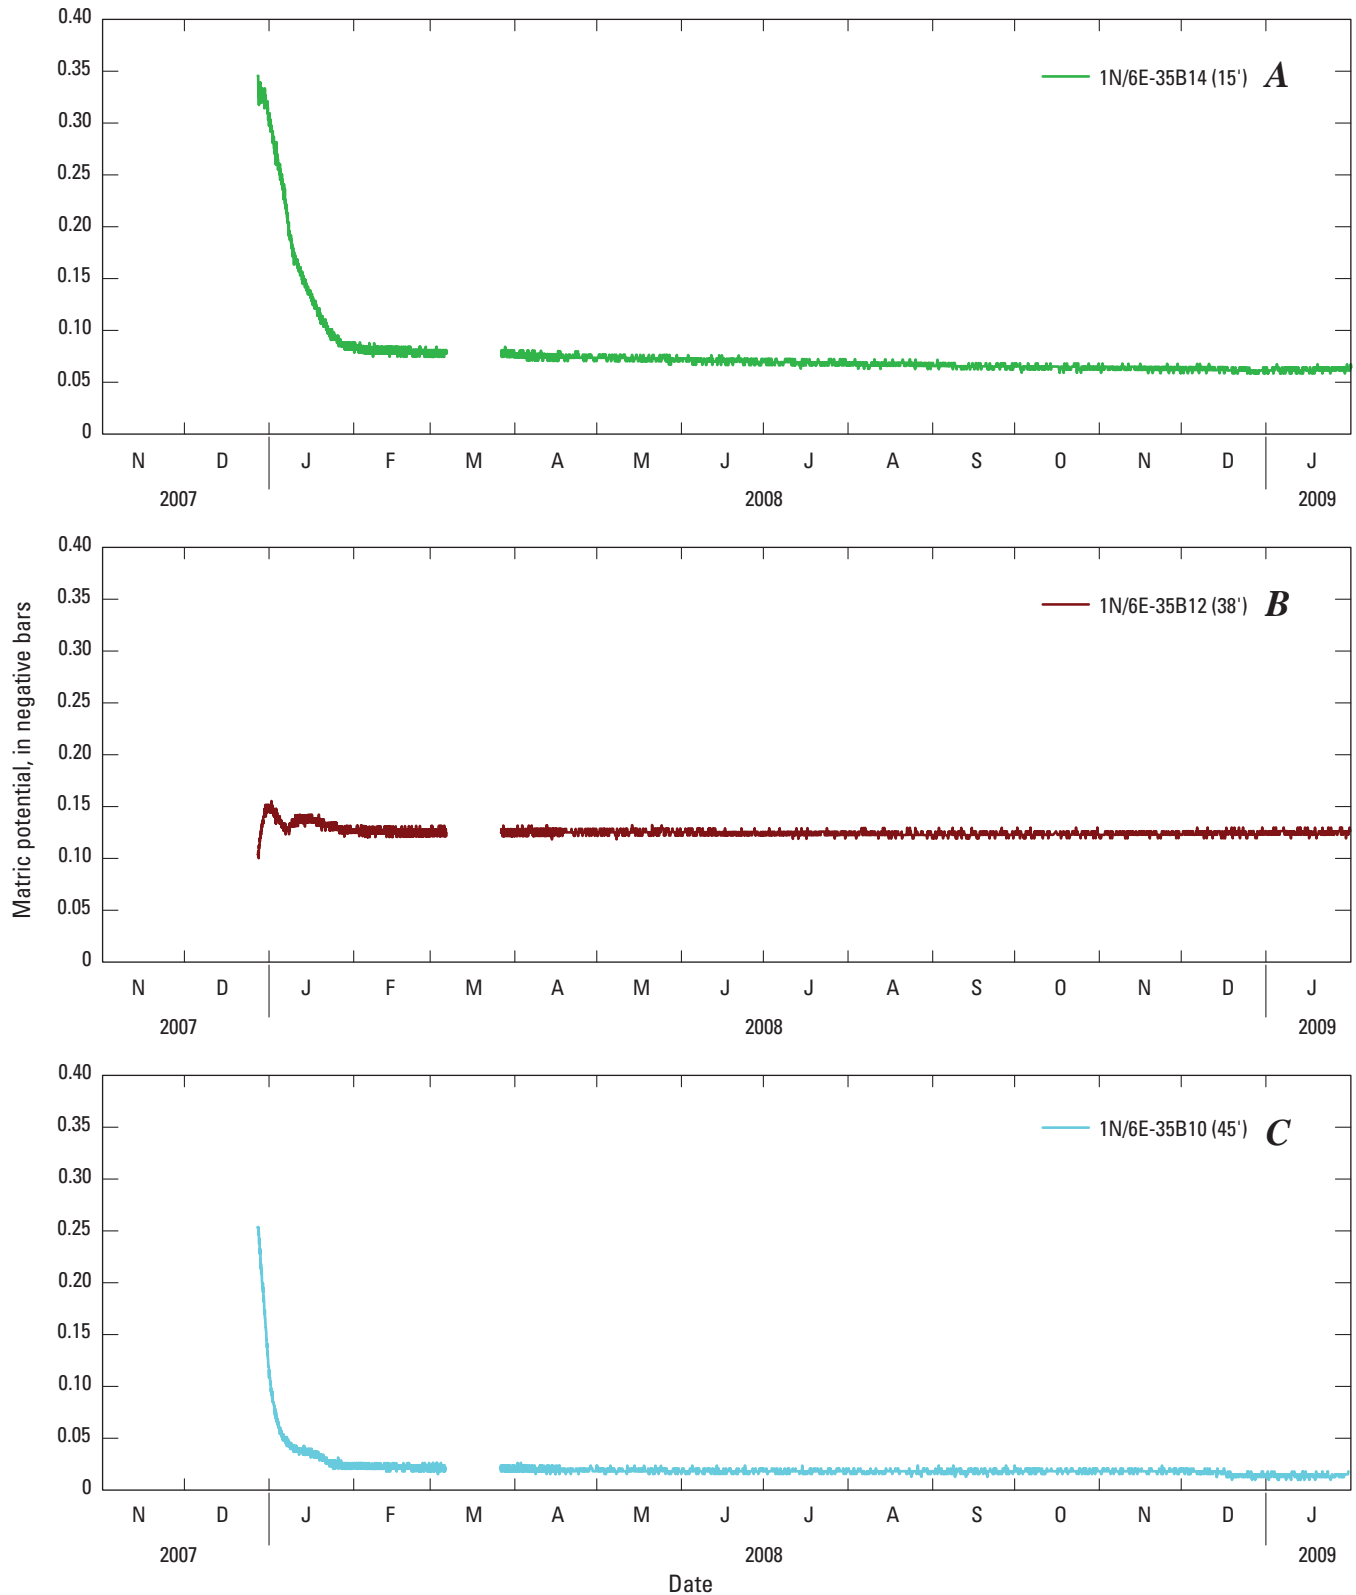 0.40
0.35
0.30
0.25
0.20
0.15
0.10
0.05
0
1N/6E-35B14 (15') A
N D J F M A M J J A S O N D J
2007 2008 2009
0.40
0.35
0.30
0.25
0.20
0.15
0.10
0.05
0
1N/6E-35B12 (38') B
Matric potential, in negative bars
N D J F M A M J J A S O N D J
2007 2008 2009
0.40
0.35
0.30
0.25
0.20
0.15
0.10
0.05
0
1N/6E-35B10 (45') C
N D J F M A M J J A S O N D J
2007 2008 2009
Date